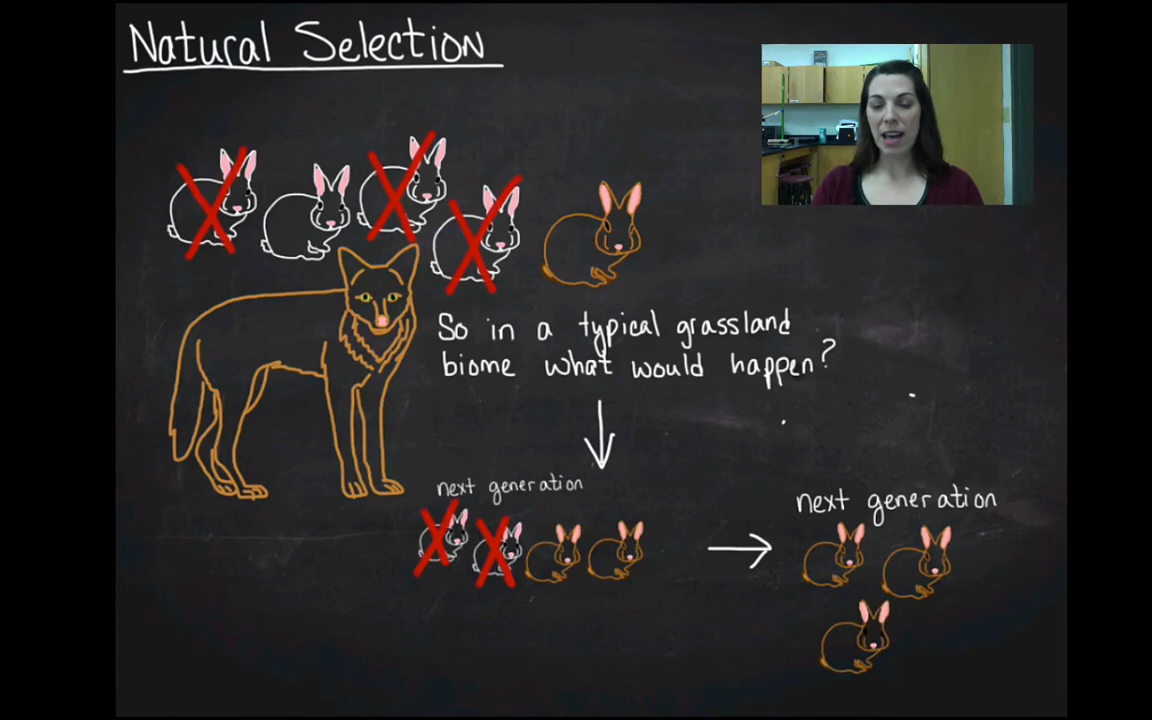 Natural Selection
So in a typical grassland
biome what would happen?
next generation
next generation